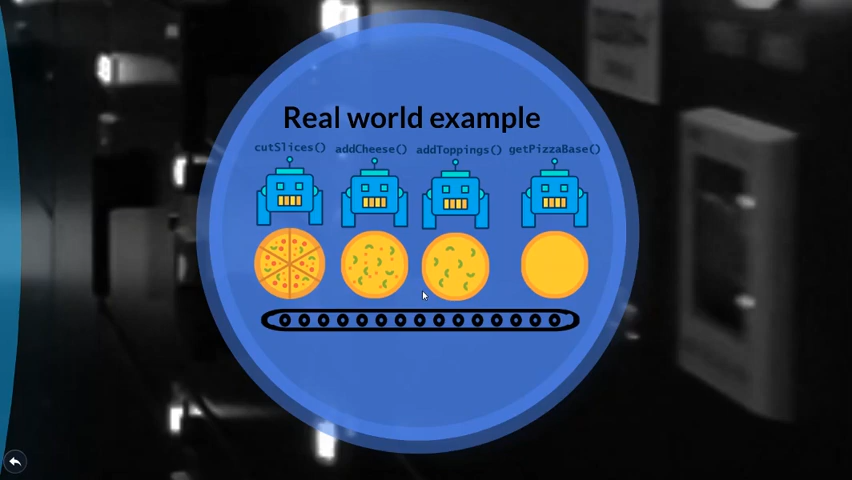 Real world example
cutSlices() addCheese() addToppings() getPizzaBase()